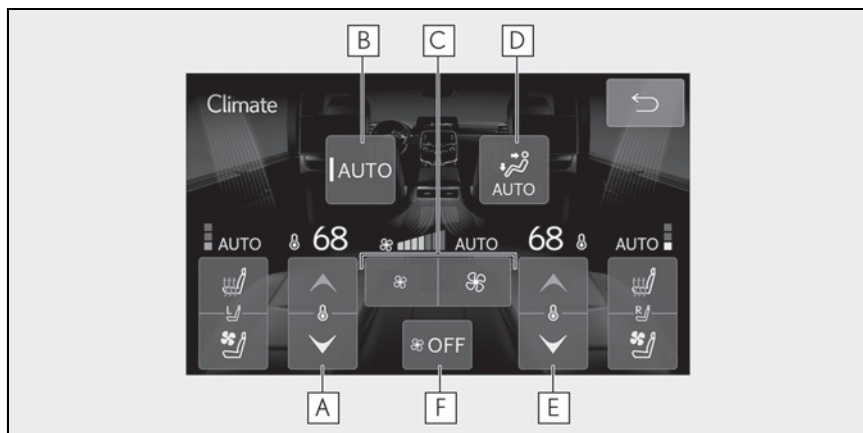 B C D
Climate
AUTO
AUTO
AUTO 68 AUTO 68 AUTO
L R
OFF
A F E